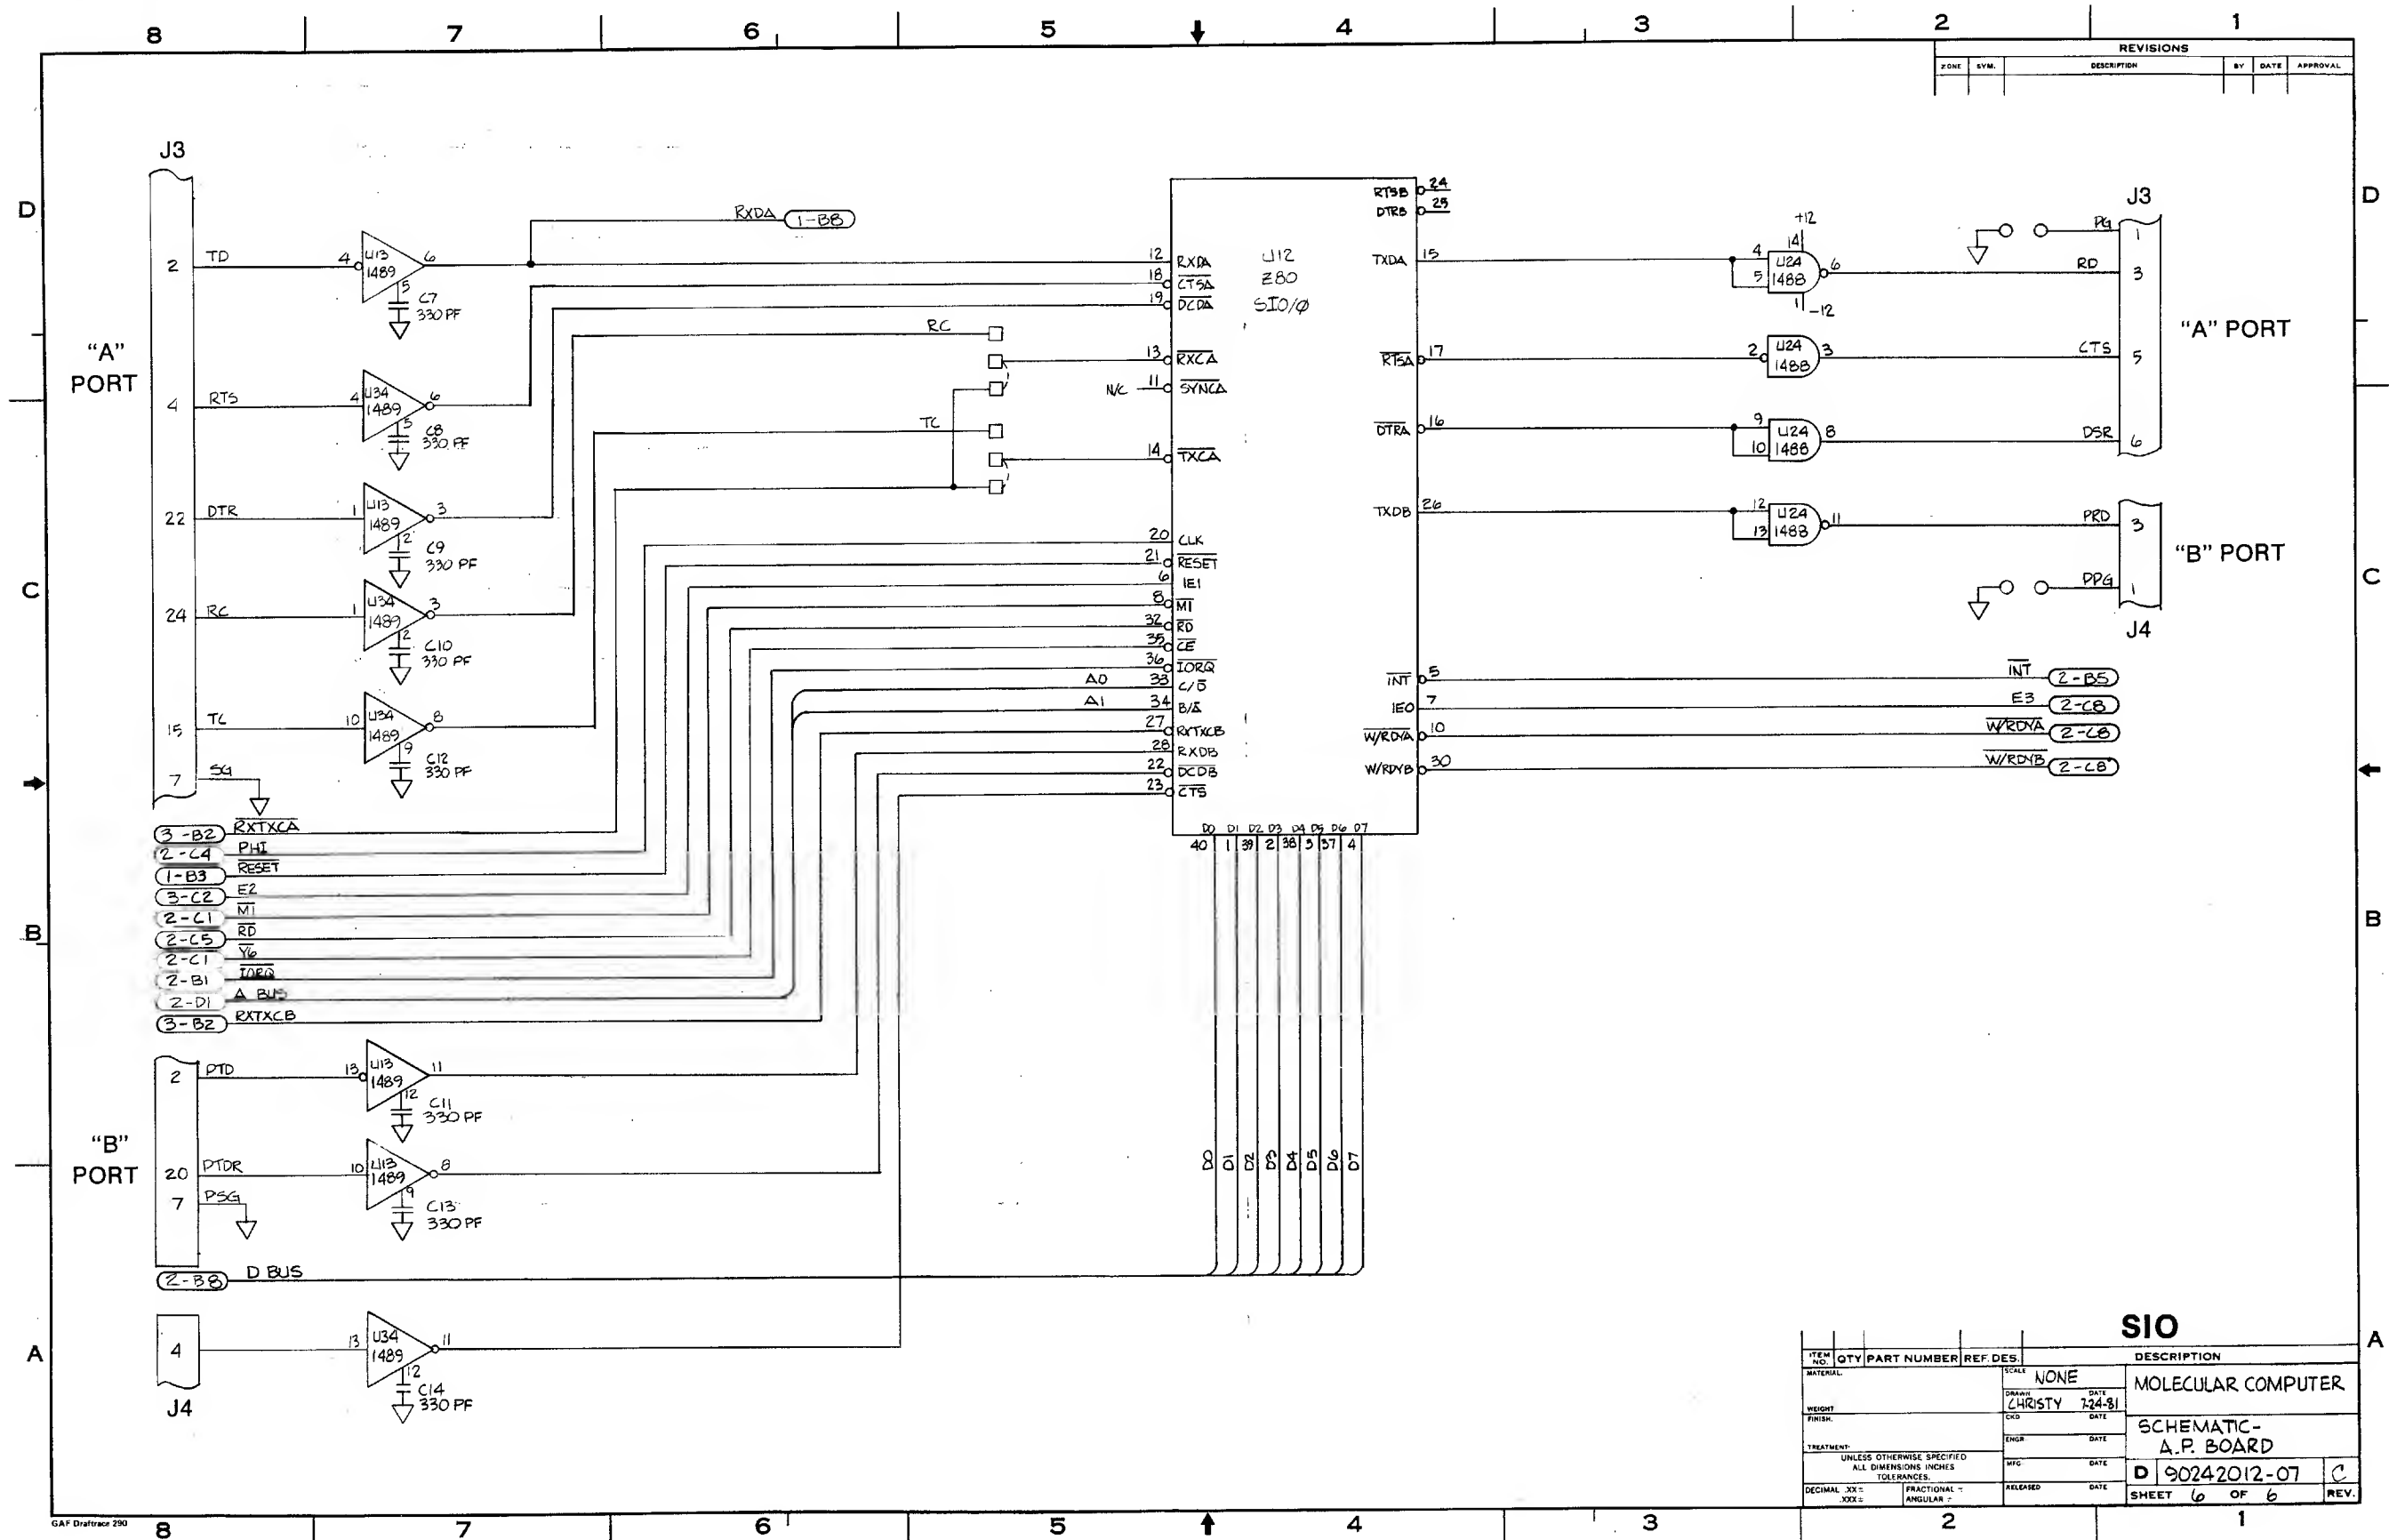 8 7 6 5 4 3 2 1
REVISIONS
ZONE SYM. DESCRIPTION BY DATE APPROVAL
D
D
J3
"A" PORT
2 TD 4 U13 1489 6
5 C7 330 PF
RXDA 1-B8
4 RTS 4 U34 1489 6
5 C8 330 PF
22 DTR 1 U13 1489 3
2 C9 330 PF
24 RC 1 U34 1489 3
2 C10 330 PF
15 TC 10 U34 1489 8
9 C12 330 PF
7 SG
RC
TC
N/C
3-B2 RXTXCA
2-C4 PHI
1-B3 RESET
3-C2 E2
2-C1 M1
2-C5 RD
2-C1 Y6
2-B1 IORQ
2-D1 A BUS
3-B2 RXTXCB
"B" PORT
2 PTD 13 U13 1489 11
12 C11 330 PF
20 PTDR 10 U13 1489 8
9 C13 330 PF
7 PSG
2-B8 D BUS
4 13 U34 1489 11
12 C14 330 PF
J4
U12
Z80
SIO/0
12 RXDA
18 CTSA
19 DCDA
13 RXCA
11 SYNCA
14 TXCA
20 CLK
21 RESET
6 IEI
8 M1
32 RD
35 CE
36 IORQ
A0 33 C/D
A1 34 B/A
27 RXTXCB
28 RXDB
22 DCDB
23 CTS
D0 D1 D2 D3 D4 D5 D6 D7
40 1 39 2 38 3 37 4
D0 D1 D2 D3 D4 D5 D6 D7
RTSB 24
DTRB 25
TXDA 15
RTSA 17
DTRA 16
TXDB 26
INT 5
IEO 7
W/RDYA 10
W/RDYB 30
+12
14
4 5 U24 1488 6
1 -12
2 U24 1488 3
9 10 U24 1488 8
12 13 U24 1488 11
J3
PG 1
RD 3
CTS 5
DSR 6
"A" PORT
PRD 3
PPG 1
"B" PORT
J4
INT 2-B5
E3 2-C8
W/RDYA 2-C8
W/RDYB 2-C8
C
C
B
B
A
A
SIO
ITEM NO. QTY PART NUMBER REF. DES. DESCRIPTION
MATERIAL.
WEIGHT
FINISH.
TREATMENT
UNLESS OTHERWISE SPECIFIED
ALL DIMENSIONS INCHES
TOLERANCES.
DECIMAL .XX ± .XXX ±
FRACTIONAL ± ANGULAR ±
SCALE NONE
DRAWN CHRISTY DATE 7-24-81
CKD DATE
ENGR DATE
MFG DATE
RELEASED DATE
MOLECULAR COMPUTER
SCHEMATIC-
A.P. BOARD
D 90242012-07 C
SHEET 6 OF 6 REV.
GAF Draftrace 290
8 7 6 5 4 3 2 1